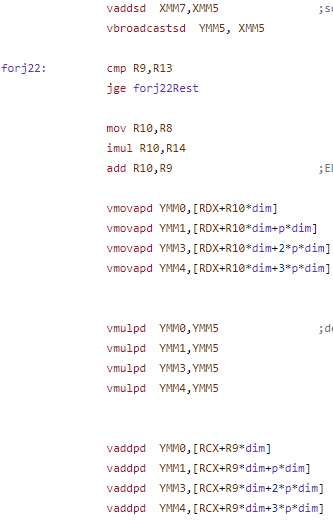 vaddsd XMM7,XMM5 ;s
vbroadcastsd YMM5, XMM5
forj22: cmp R9,R13
jge forj22Rest
mov R10,R8
imul R10,R14
add R10,R9 ;E
vmovapd YMM0,[RDX+R10*dim]
vmovapd YMM1,[RDX+R10*dim+p*dim]
vmovapd YMM3,[RDX+R10*dim+2*p*dim]
vmovapd YMM4,[RDX+R10*dim+3*p*dim]
vmulpd YMM0,YMM5 ;d
vmulpd YMM1,YMM5
vmulpd YMM3,YMM5
vmulpd YMM4,YMM5
vaddpd YMM0,[RCX+R9*dim]
vaddpd YMM1,[RCX+R9*dim+p*dim]
vaddpd YMM3,[RCX+R9*dim+2*p*dim]
vaddpd YMM4,[RCX+R9*dim+3*p*dim]